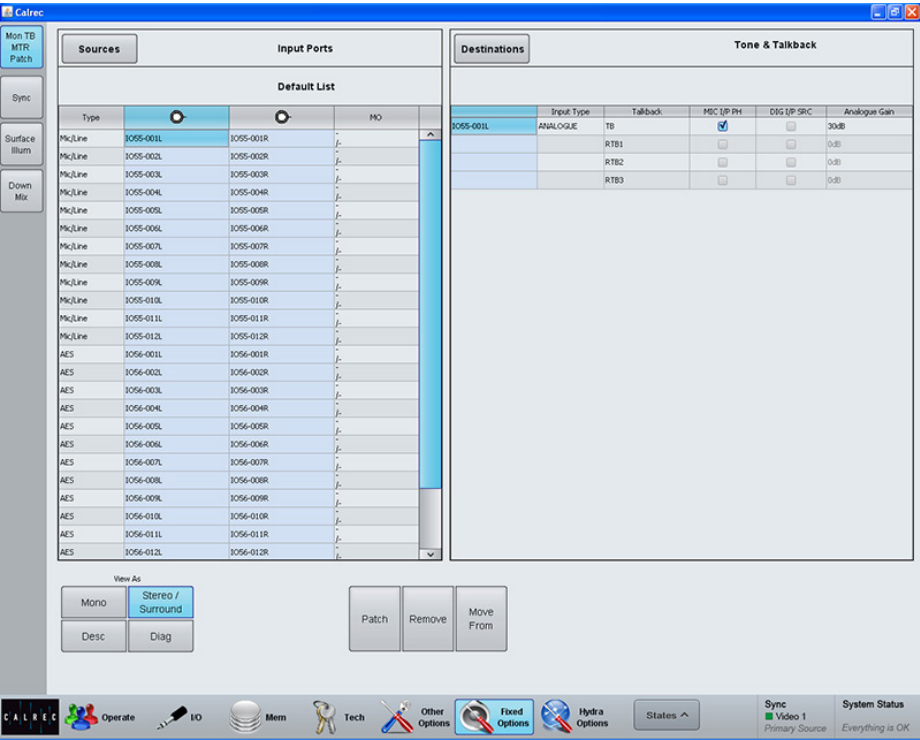 Calrec
Mon TB
MTR
Patch
Sync
Surface
Illum
Down
Mix
Sources
Input Ports
Default List
Type MO
Mic/Line IO55-001L IO55-001R -/-
Mic/Line IO55-002L IO55-002R -/-
Mic/Line IO55-003L IO55-003R -/-
Mic/Line IO55-004L IO55-004R -/-
Mic/Line IO55-005L IO55-005R -/-
Mic/Line IO55-006L IO55-006R -/-
Mic/Line IO55-007L IO55-007R -/-
Mic/Line IO55-008L IO55-008R -/-
Mic/Line IO55-009L IO55-009R -/-
Mic/Line IO55-010L IO55-010R -/-
Mic/Line IO55-011L IO55-011R -/-
Mic/Line IO55-012L IO55-012R -/-
AES IO56-001L IO56-001R -/-
AES IO56-002L IO56-002R -/-
AES IO56-003L IO56-003R -/-
AES IO56-004L IO56-004R -/-
AES IO56-005L IO56-005R -/-
AES IO56-006L IO56-006R -/-
AES IO56-007L IO56-007R -/-
AES IO56-008L IO56-008R -/-
AES IO56-009L IO56-009R -/-
AES IO56-010L IO56-010R -/-
AES IO56-011L IO56-011R -/-
AES IO56-012L IO56-012R -/-
Destinations
Tone & Talkback
Input Type Talkback MIC I/P PH DIG I/P SRC Analogue Gain
IO55-001L ANALOGUE TB 30dB
RTB1 0dB
RTB2 0dB
RTB3 0dB
View As
Mono
Stereo /
Surround
Desc
Diag
Patch
Remove
Move
From
CALREC
Operate
I/O
Mem
Tech
Other
Options
Fixed
Options
Hydra
Options
States
Sync
Video 1
Primary Source
System Status
Everything is OK